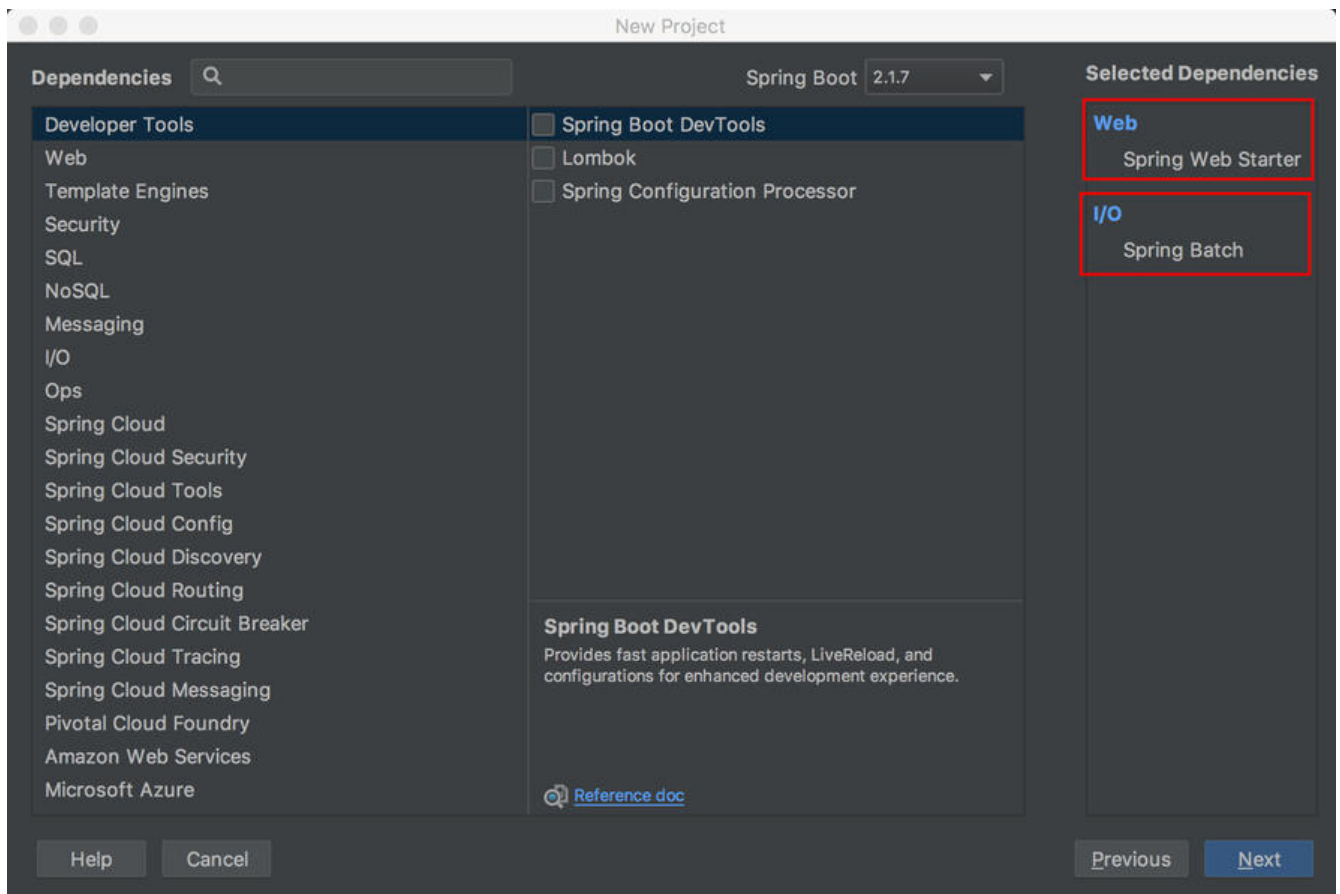 New Project
Dependencies
Spring Boot 2.1.7
Selected Dependencies
Developer Tools
Web
Template Engines
Security
SQL
NoSQL
Messaging
I/O
Ops
Spring Cloud
Spring Cloud Security
Spring Cloud Tools
Spring Cloud Config
Spring Cloud Discovery
Spring Cloud Routing
Spring Cloud Circuit Breaker
Spring Cloud Tracing
Spring Cloud Messaging
Pivotal Cloud Foundry
Amazon Web Services
Microsoft Azure
Spring Boot DevTools
Lombok
Spring Configuration Processor
Spring Boot DevTools
Provides fast application restarts, LiveReload, and
configurations for enhanced development experience.
Reference doc
Web
Spring Web Starter
I/O
Spring Batch
Help
Cancel
Previous
Next